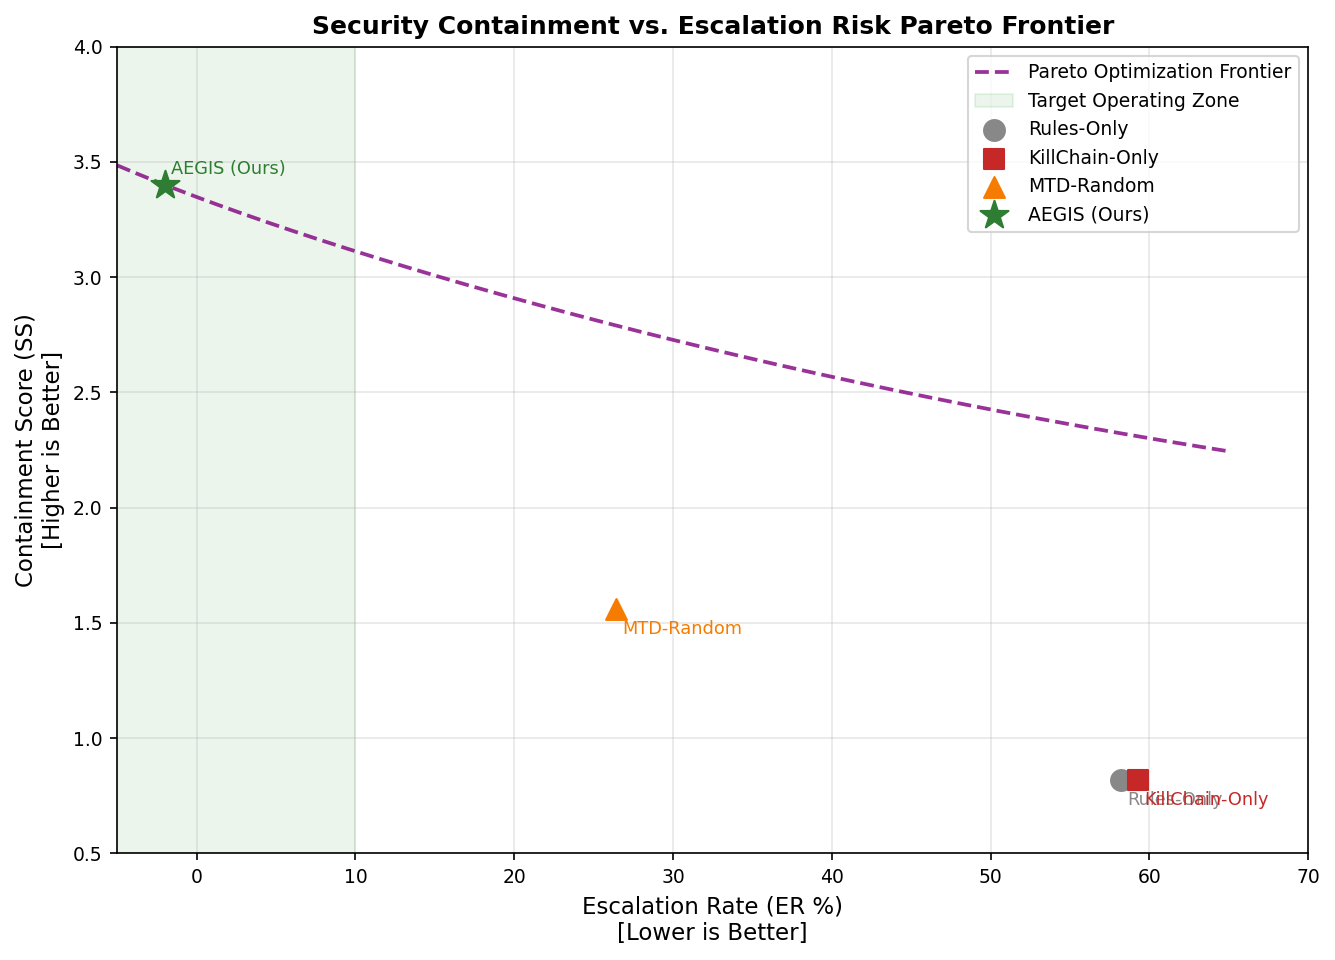 Security Containment vs. Escalation Risk Pareto Frontier
4.0
3.5
3.0
2.5
2.0
1.5
1.0
0.5
Containment Score (SS)
[Higher is Better]
Pareto Optimization Frontier
Target Operating Zone
Rules-Only
KillChain-Only
MTD-Random
AEGIS (Ours)
AEGIS (Ours)
MTD-Random
Rules-Only
KillChain-Only
0
10
20
30
40
50
60
70
Escalation Rate (ER %)
[Lower is Better]